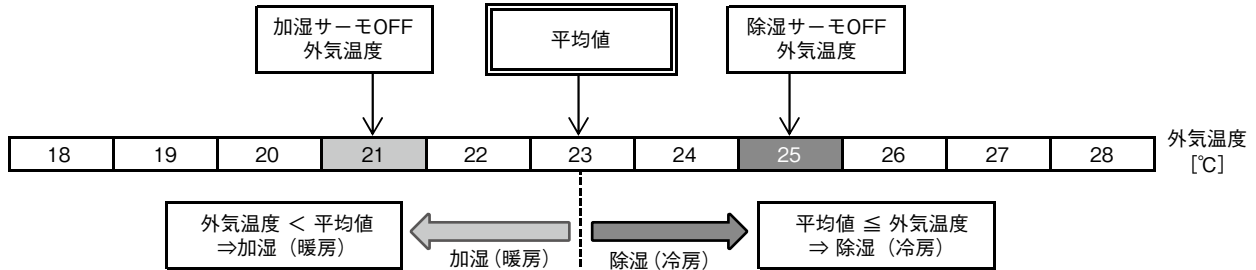 加湿サーモOFF
外気温度
平均値
除湿サーモOFF
外気温度
18 19 20 21 22 23 24 25 26 27 28
外気温度
[℃]
外気温度 < 平均値
⇒加湿（暖房）
加湿（暖房）
除湿（冷房）
平均値 ≦ 外気温度
⇒ 除湿（冷房）